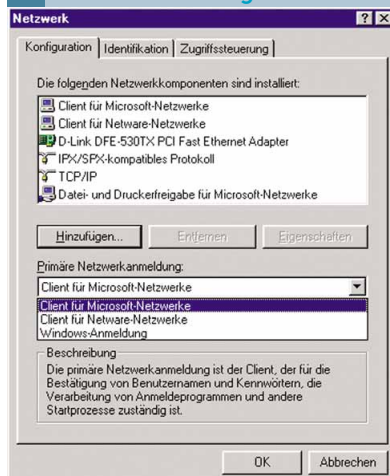 Netzwerk
Konfiguration
Identifikation
Zugriffssteuerung
Die folgenden Netzwerkkomponenten sind installiert:
Client für Microsoft-Netzwerke
Client für Netware-Netzwerke
D-Link DFE-530TX PCI Fast Ethernet Adapter
IPX/SPX-kompatibles Protokoll
TCP/IP
Datei- und Druckerfreigabe für Microsoft-Netzwerke
Hinzufügen...
Entfernen
Eigenschaften
Primäre Netzwerkanmeldung:
Client für Microsoft-Netzwerke
Client für Microsoft-Netzwerke
Client für Netware-Netzwerke
Windows-Anmeldung
Beschreibung
Die primäre Netzwerkanmeldung ist der Client, der für die
Bestätigung von Benutzernamen und Kennwörtern, die
Verarbeitung von Anmeldeprogrammen und andere
Startprozesse zuständig ist.
OK
Abbrechen